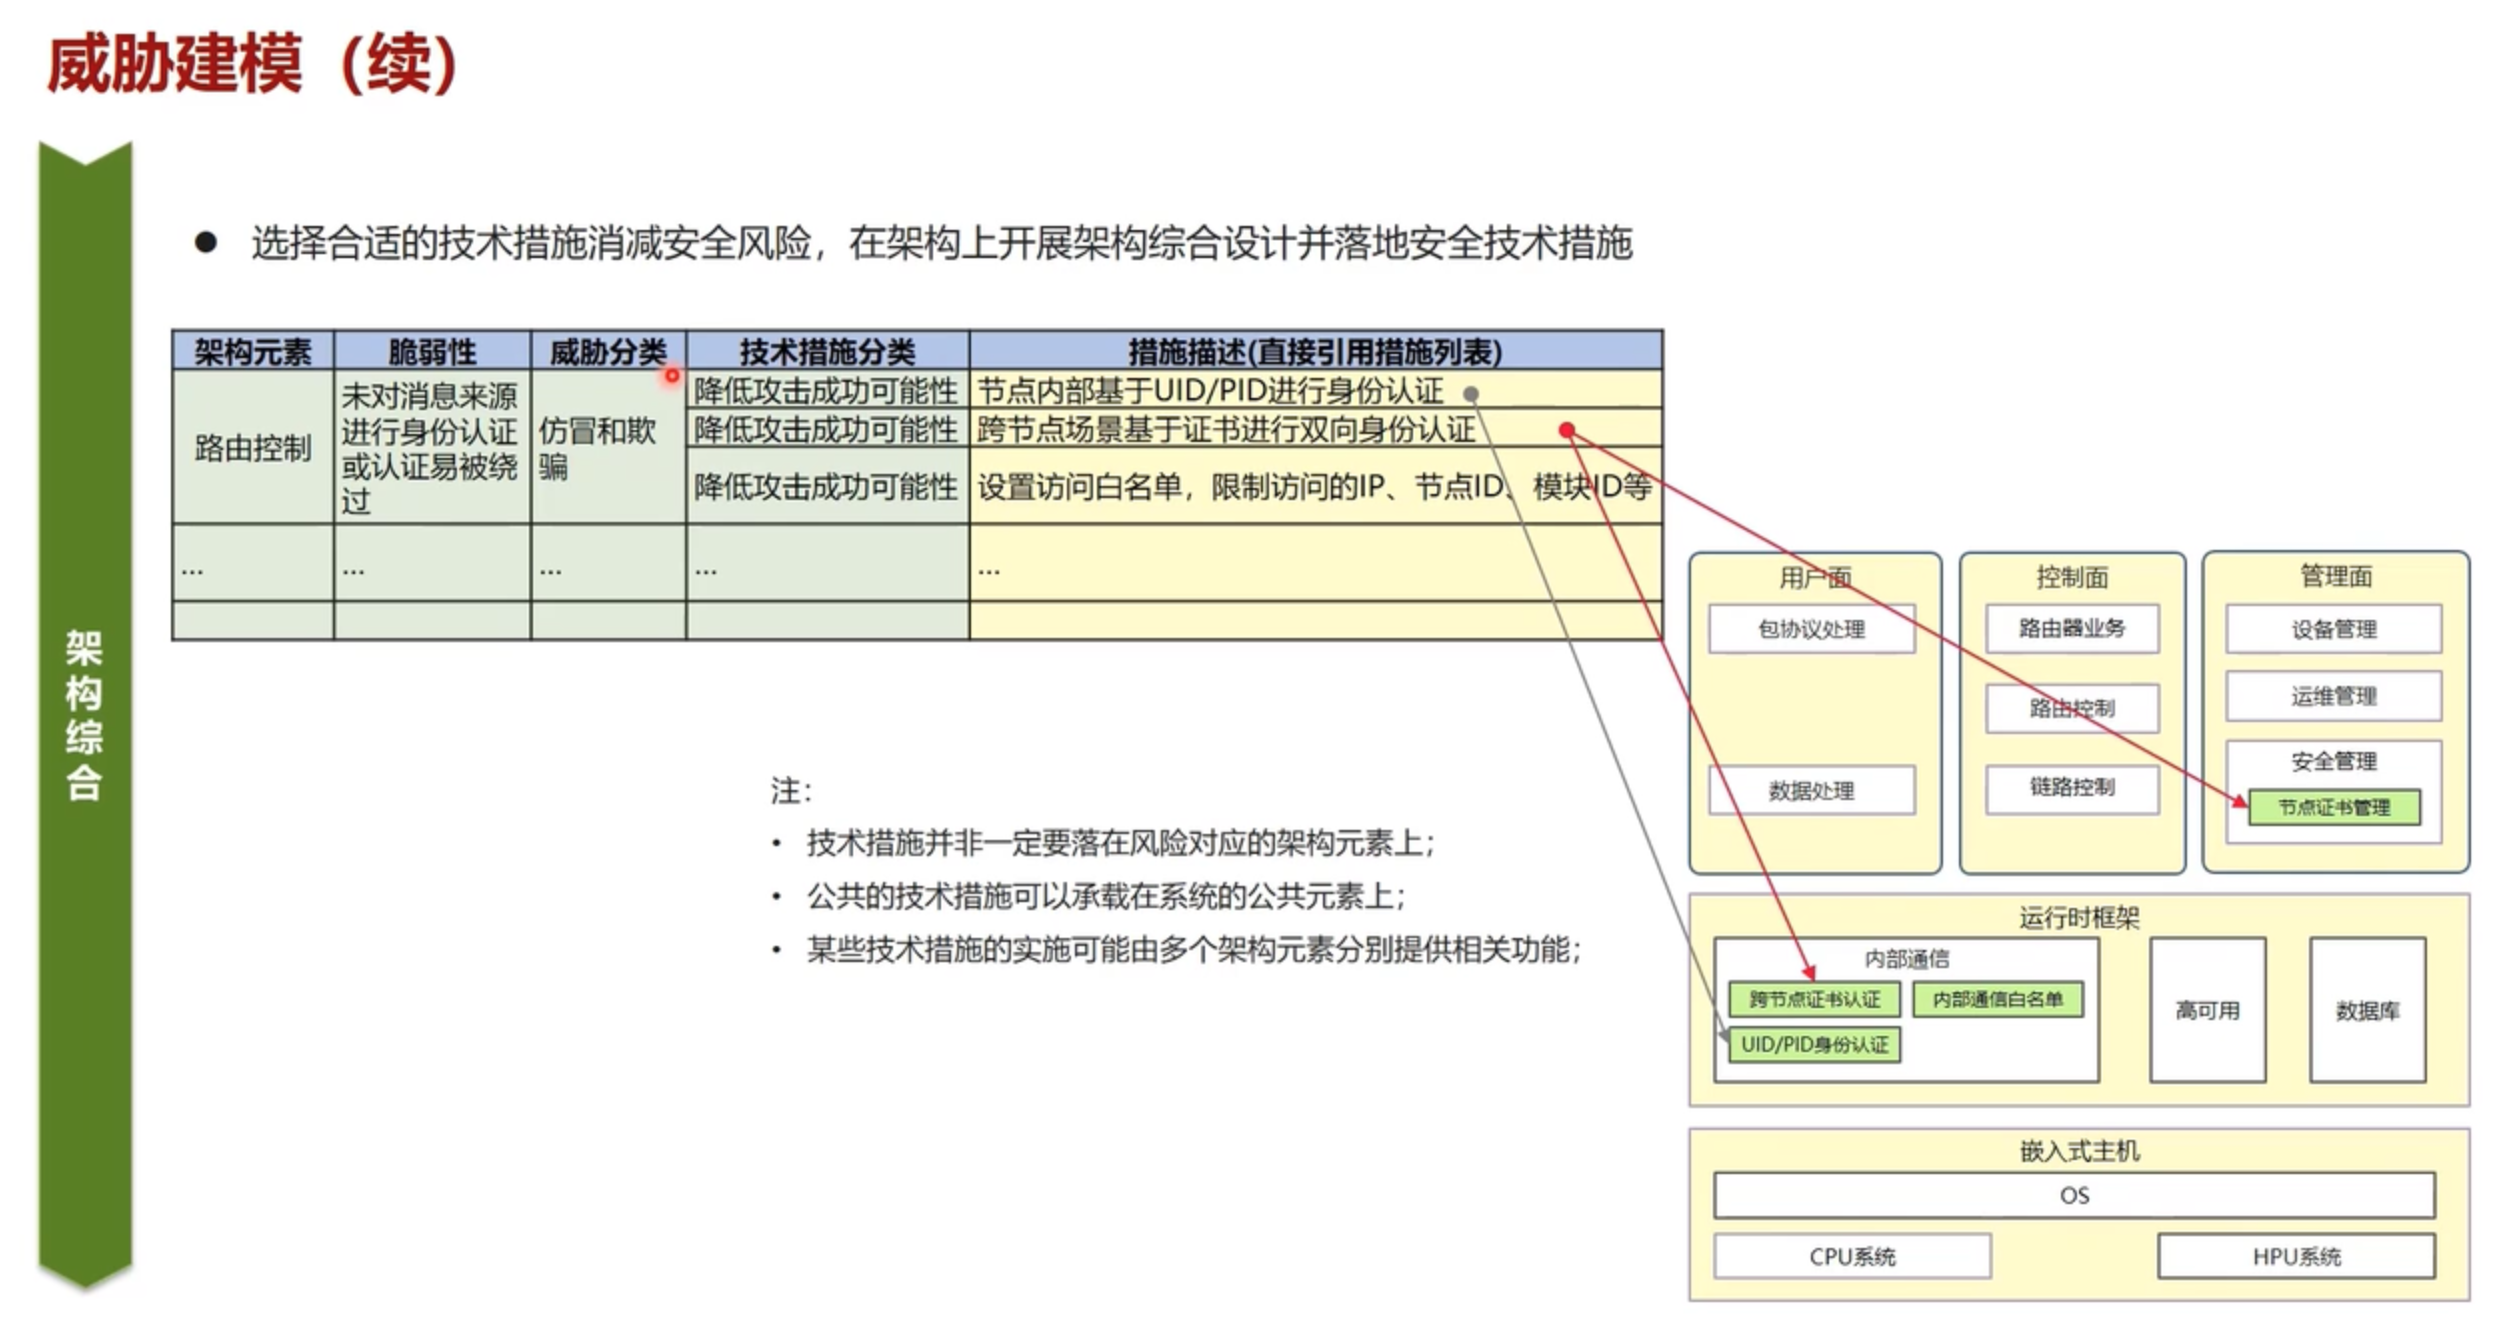 威胁建模（续）
架构综合
● 选择合适的技术措施消减安全风险，在架构上开展架构综合设计并落地安全技术措施
架构元素 脆弱性 威胁分类 技术措施分类 措施描述(直接引用措施列表)
路由控制
未对消息来源
进行身份认证
或认证易被绕
过
仿冒和欺
骗
降低攻击成功可能性 节点内部基于UID/PID进行身份认证
降低攻击成功可能性 跨节点场景基于证书进行双向身份认证
降低攻击成功可能性 设置访问白名单，限制访问的IP、节点ID、模块ID等
... ... ... ... ...
注：
• 技术措施并非一定要落在风险对应的架构元素上；
• 公共的技术措施可以承载在系统的公共元素上；
• 某些技术措施的实施可能由多个架构元素分别提供相关功能；
用户面
包协议处理
数据处理
控制面
路由器业务
路由控制
链路控制
管理面
设备管理
运维管理
安全管理
节点证书管理
运行时框架
内部通信
跨节点证书认证 内部通信白名单
UID/PID身份认证
高可用
数据库
嵌入式主机
OS
CPU系统 HPU系统